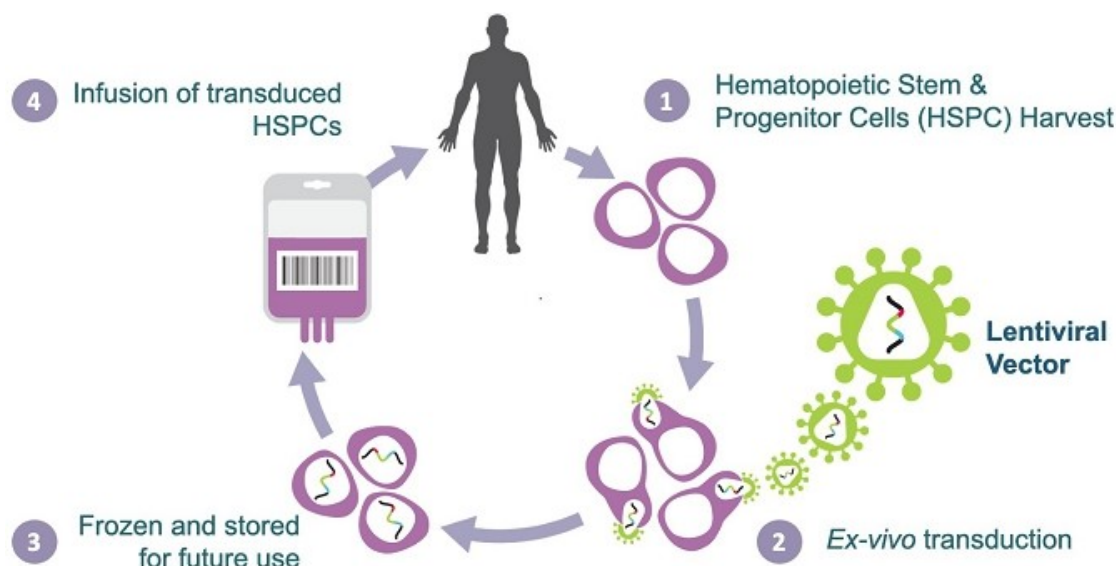 1
Hematopoietic Stem &
Progenitor Cells (HSPC) Harvest
Lentiviral
Vector
2
Ex-vivo transduction
3
Frozen and stored
for future use
4
Infusion of transduced
HSPCs